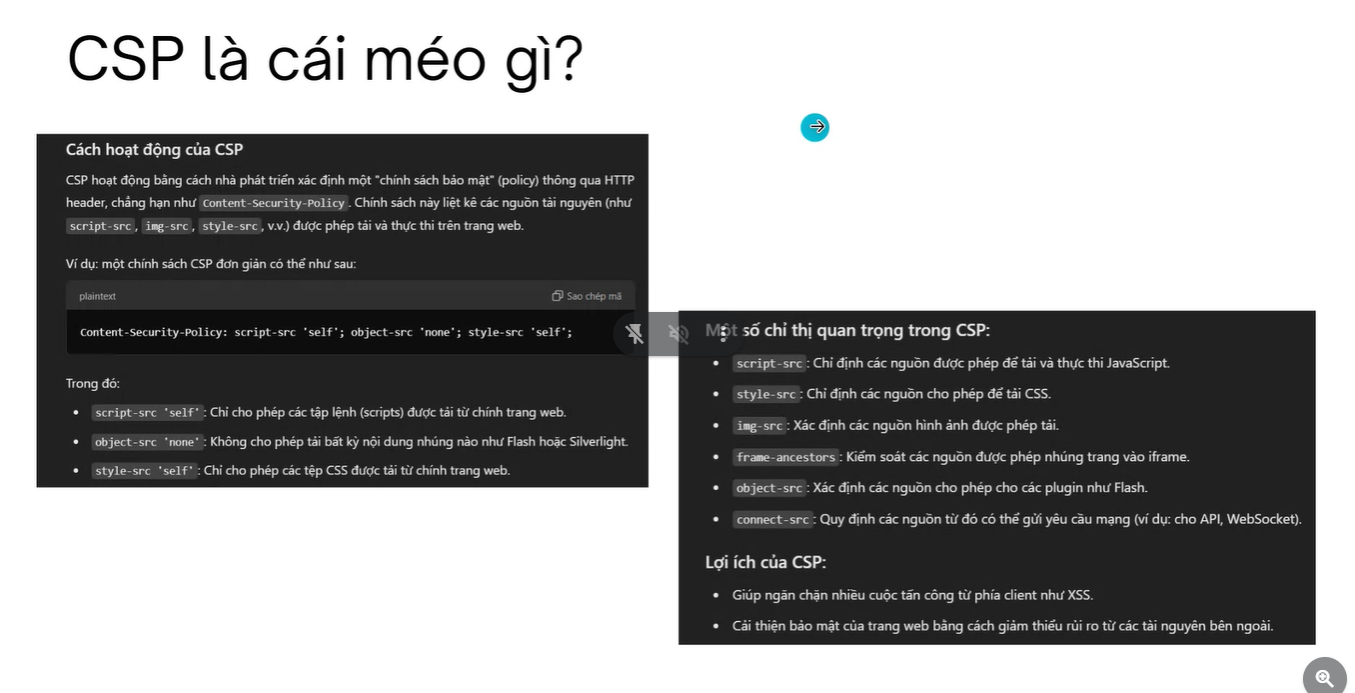 CSP là cái méo gì?
Cách hoạt động của CSP
CSP hoạt động bằng cách nhà phát triển xác định một "chính sách bảo mật" (policy) thông qua HTTP
header, chẳng hạn như Content-Security-Policy. Chính sách này liệt kê các nguồn tài nguyên (như
script-src, img-src, style-src, v.v.) được phép tải và thực thi trên trang web.
Ví dụ: một chính sách CSP đơn giản có thể như sau:
plaintext Sao chép mã
Content-Security-Policy: script-src 'self'; object-src 'none'; style-src 'self';
Trong đó:
• script-src 'self': Chỉ cho phép các tập lệnh (scripts) được tải từ chính trang web.
• object-src 'none': Không cho phép tải bất kỳ nội dung nhúng nào như Flash hoặc Silverlight.
• style-src 'self': Chỉ cho phép các tệp CSS được tải từ chính trang web.
Một số chỉ thị quan trọng trong CSP:
• script-src: Chỉ định các nguồn được phép để tải và thực thi JavaScript.
• style-src: Chỉ định các nguồn cho phép để tải CSS.
• img-src: Xác định các nguồn hình ảnh được phép tải.
• frame-ancestors: Kiểm soát các nguồn được phép nhúng trang vào iframe.
• object-src: Xác định các nguồn cho phép cho các plugin như Flash.
• connect-src: Quy định các nguồn từ đó có thể gửi yêu cầu mạng (ví dụ: cho API, WebSocket).
Lợi ích của CSP:
• Giúp ngăn chặn nhiều cuộc tấn công từ phía client như XSS.
• Cải thiện bảo mật của trang web bằng cách giảm thiểu rủi ro từ các tài nguyên bên ngoài.